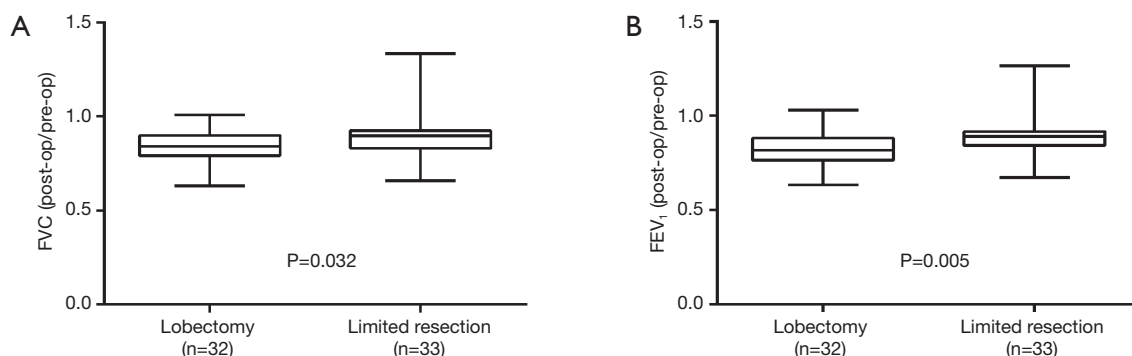 A
FVC (post-op/pre-op)
1.5
1.0
0.5
0.0
P=0.032
Lobectomy
(n=32)
Limited resection
(n=33)
B
FEV₁ (post-op/pre-op)
1.5
1.0
0.5
0.0
P=0.005
Lobectomy
(n=32)
Limited resection
(n=33)